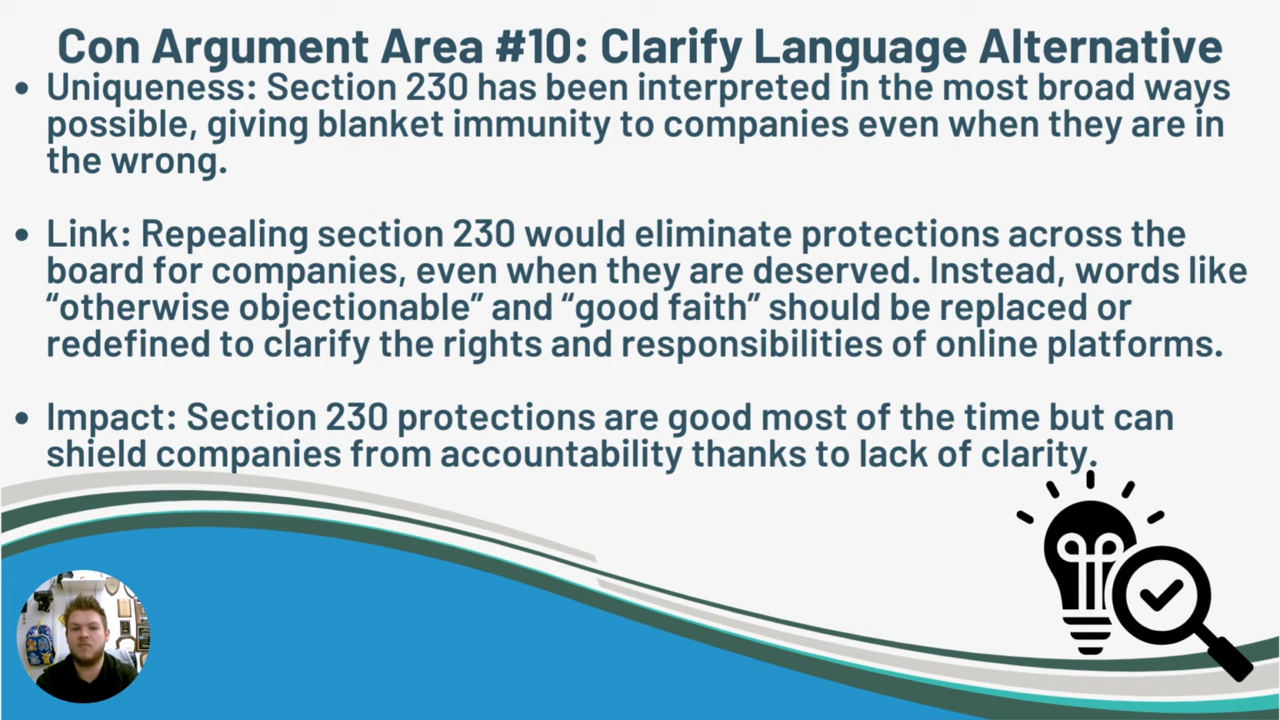 Con Argument Area #10: Clarify Language Alternative
• Uniqueness: Section 230 has been interpreted in the most broad ways
possible, giving blanket immunity to companies even when they are in
the wrong.
• Link: Repealing section 230 would eliminate protections across the
board for companies, even when they are deserved. Instead, words like
“otherwise objectionable” and “good faith” should be replaced or
redefined to clarify the rights and responsibilities of online platforms.
• Impact: Section 230 protections are good most of the time but can
shield companies from accountability thanks to lack of clarity.